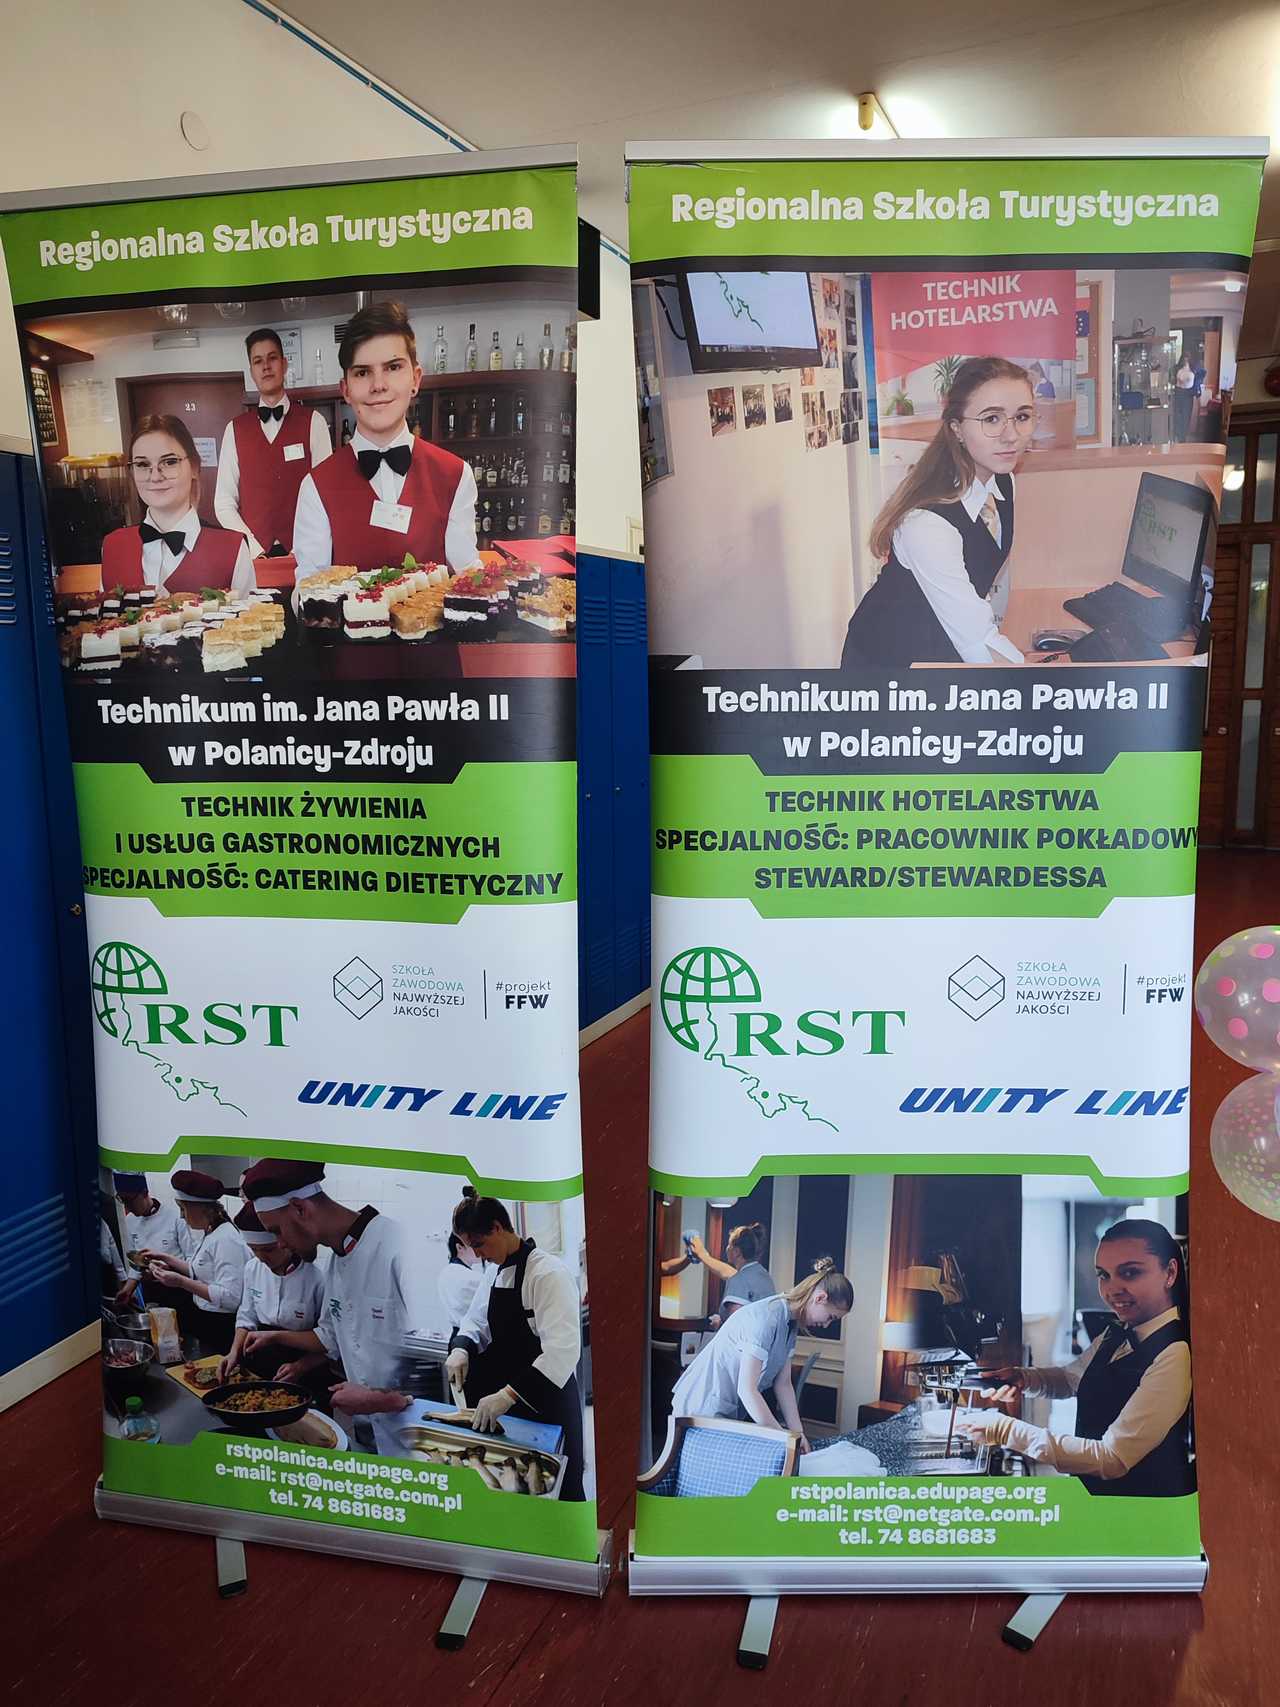 Regionalna Szkoła Turystyczna
23
Technikum im. Jana Pawła II
w Polanicy-Zdroju
TECHNIK ŻYWIENIA
I USŁUG GASTRONOMICZNYCH
SPECJALNOŚĆ: CATERING DIETETYCZNY
RST
SZKOŁA
ZAWODOWA
NAJWYŻSZEJ
JAKOŚCI
#projekt
FFW
UNITY LINE
rstpolanica.edupage.org
e-mail: rst@netgate.com.pl
tel. 74 8681683
Regionalna Szkoła Turystyczna
TECHNIK
HOTELARSTWA
RST
Technikum im. Jana Pawła II
w Polanicy-Zdroju
TECHNIK HOTELARSTWA
SPECJALNOŚĆ: PRACOWNIK POKŁADOWY
STEWARD/STEWARDESSA
RST
SZKOŁA
ZAWODOWA
NAJWYŻSZEJ
JAKOŚCI
#projekt
FFW
UNITY LINE
rstpolanica.edupage.org
e-mail: rst@netgate.com.pl
tel. 74 8681683